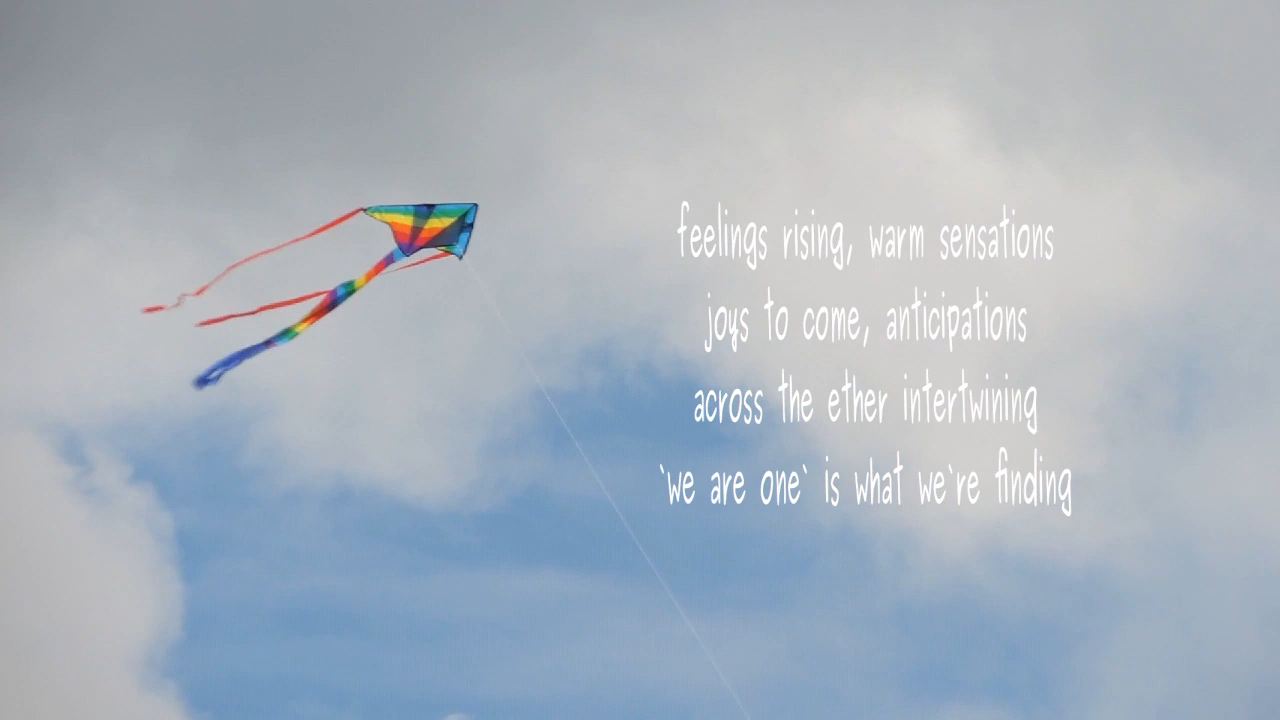 feelings rising, warm sensations
joys to come, anticipations
across the ether intertwining
`we are one` is what we`re finding